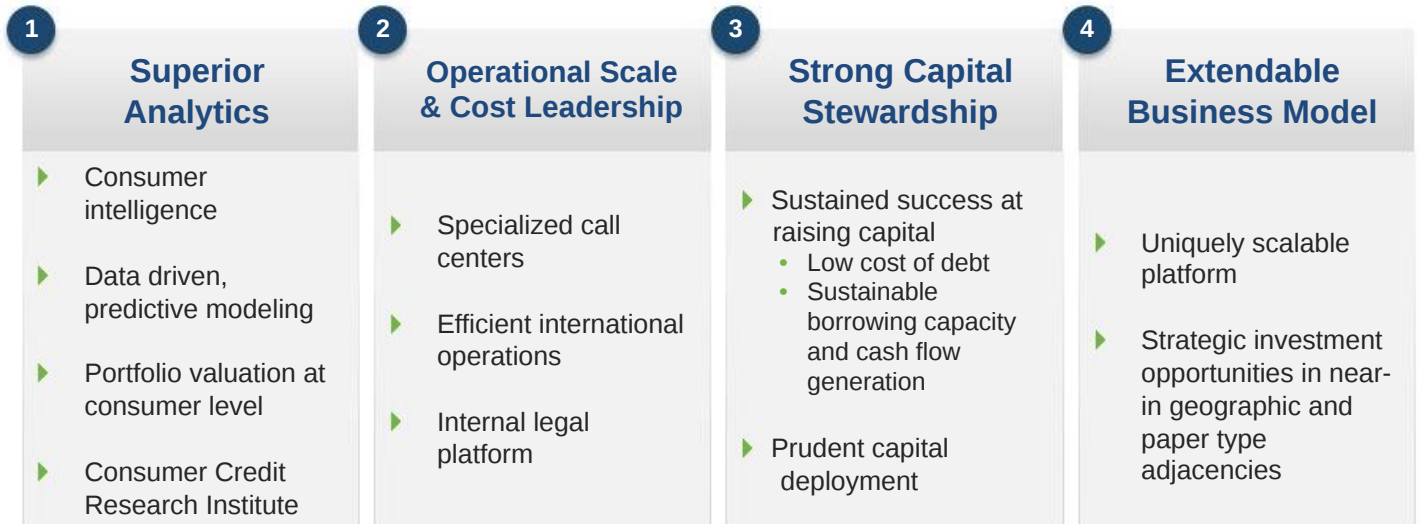 1
Superior
Analytics
Consumer
intelligence
Data driven,
predictive modeling
Portfolio valuation at
consumer level
Consumer Credit
Research Institute
2
Operational Scale
& Cost Leadership
Specialized call
centers
Efficient international
operations
Internal legal
platform
3
Strong Capital
Stewardship
Sustained success at
raising capital
• Low cost of debt
• Sustainable
borrowing capacity
and cash flow
generation
Prudent capital
deployment
4
Extendable
Business Model
Uniquely scalable
platform
Strategic investment
opportunities in near-
in geographic and
paper type
adjacencies